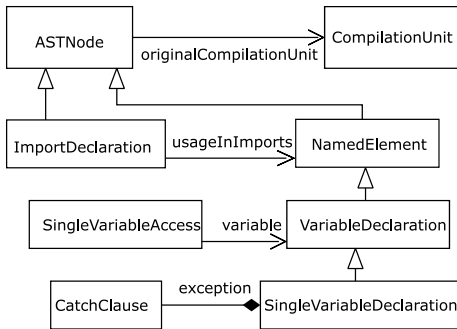 ASTNode
CompilationUnit
originalCompilationUnit
ImportDeclaration
usageInImports
NamedElement
SingleVariableAccess
variable
VariableDeclaration
exception
CatchClause
SingleVariableDeclaration